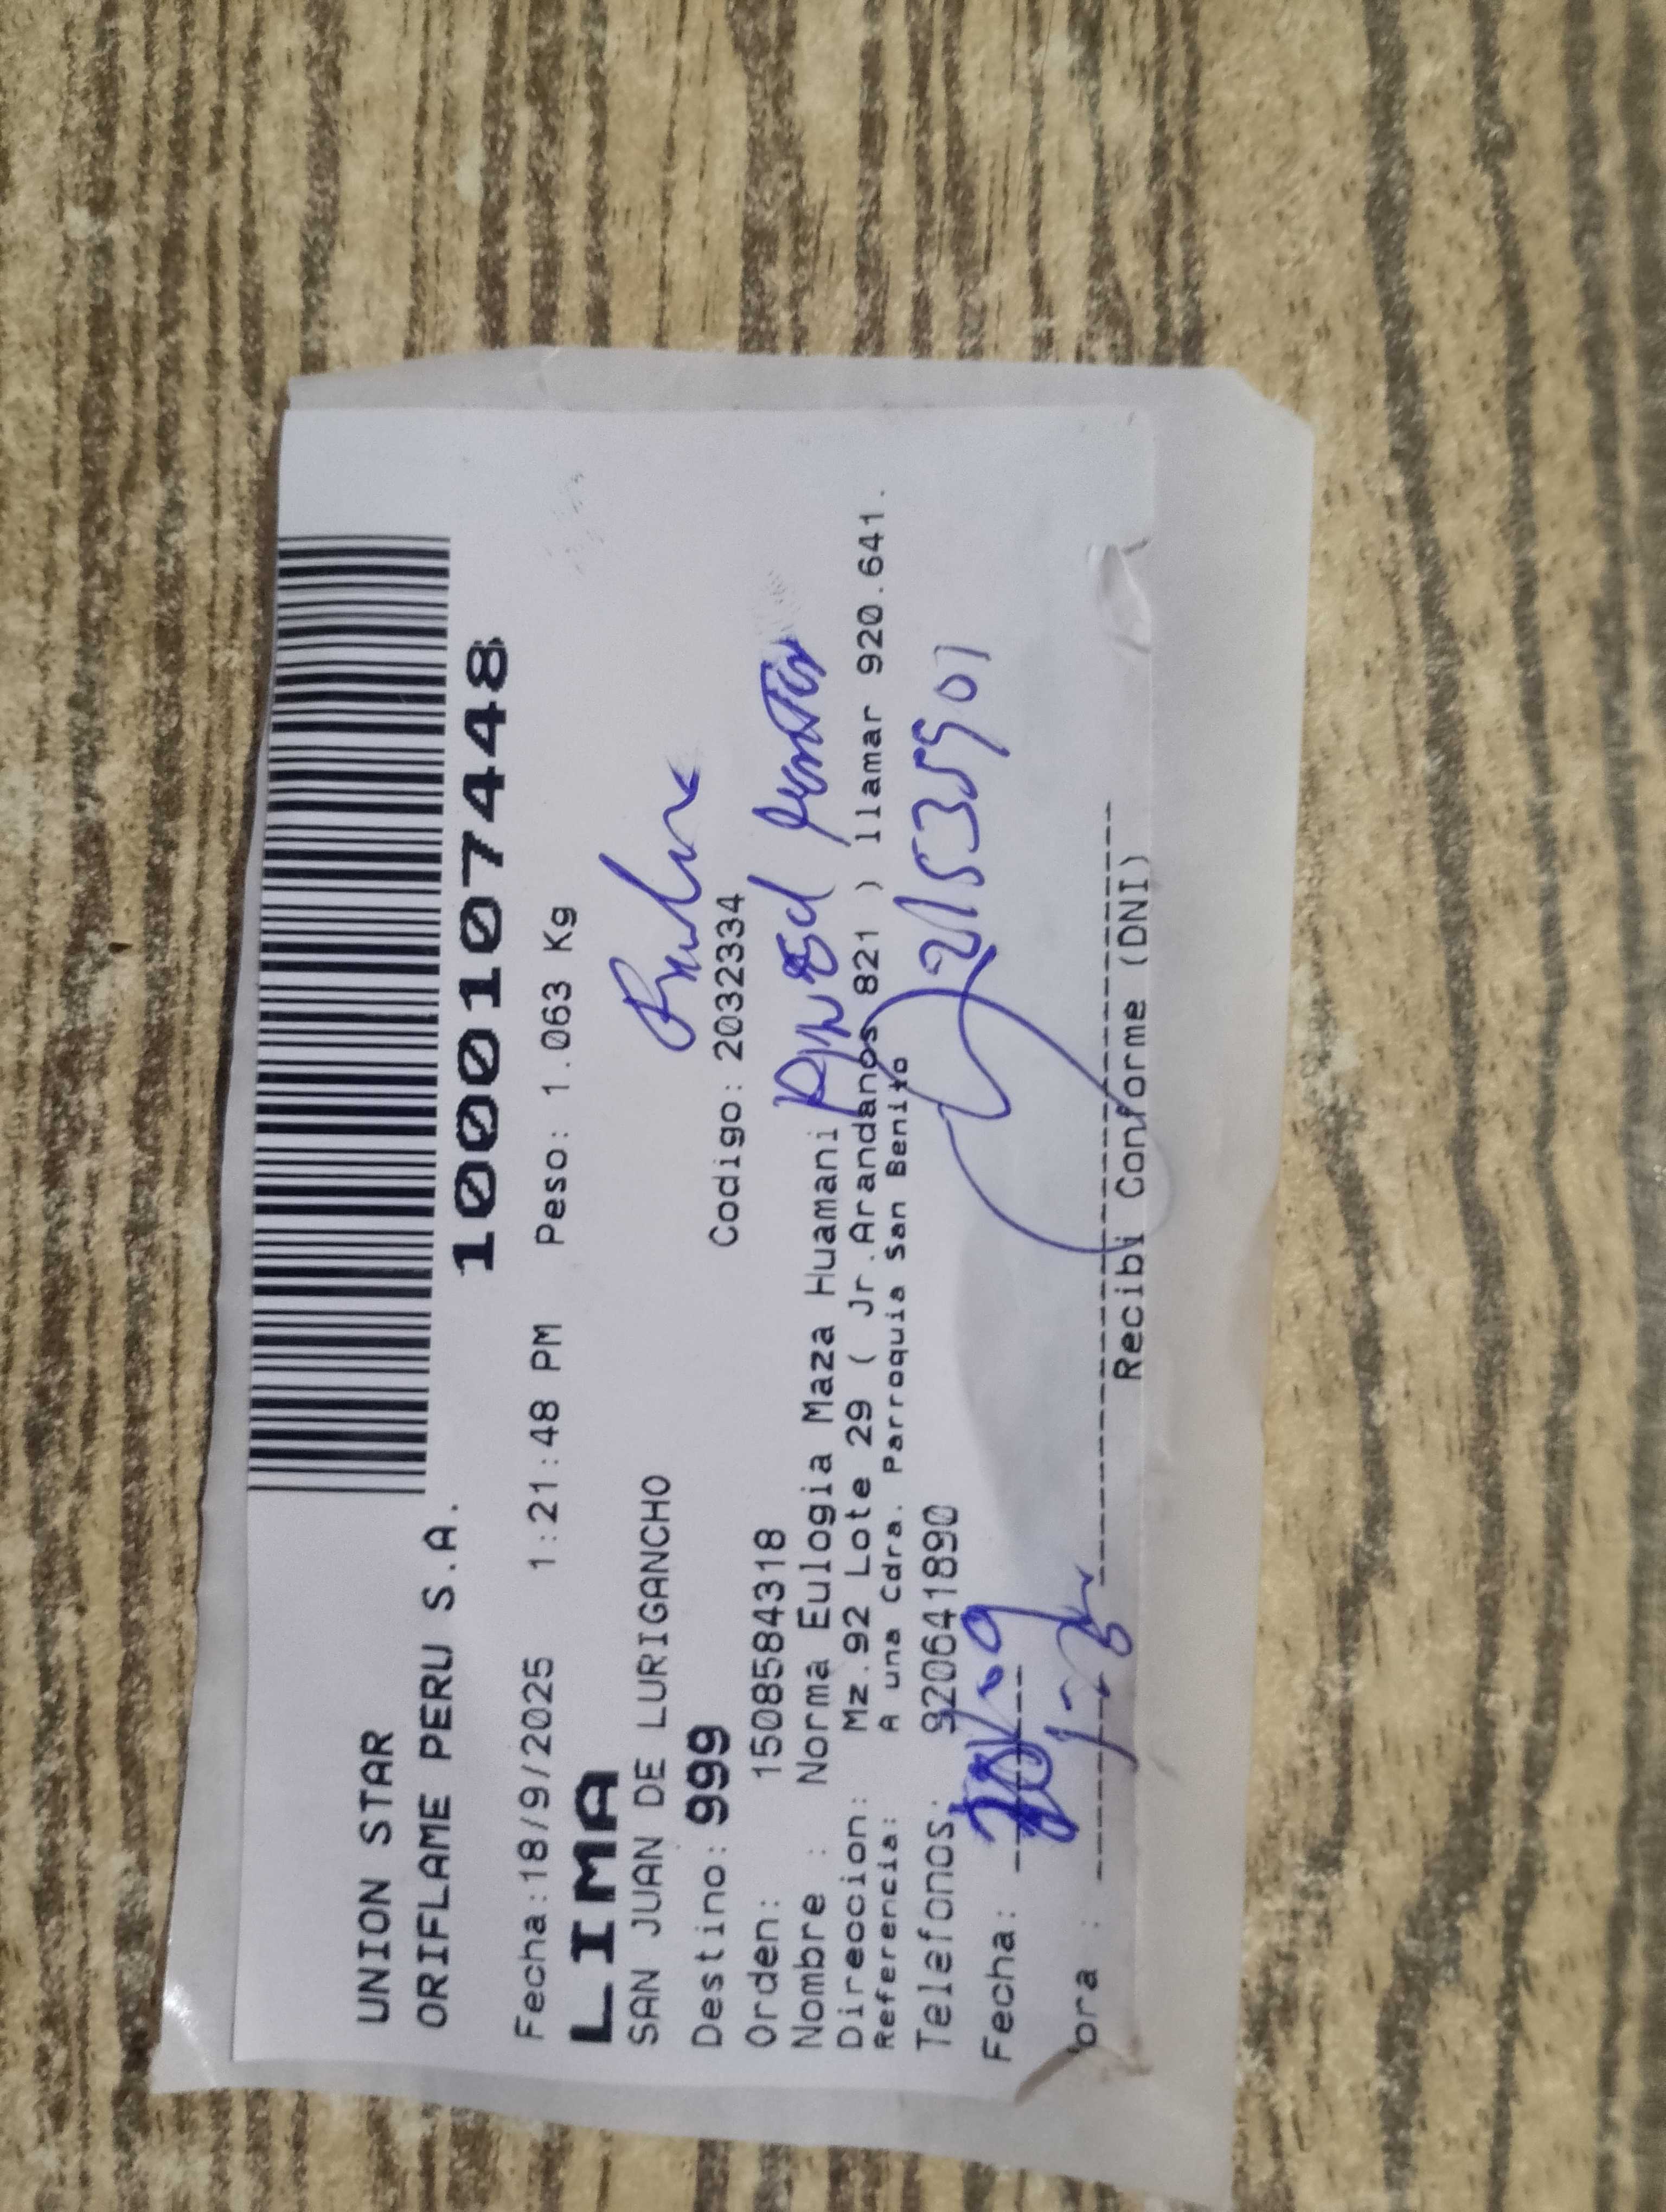 UNION STAR
ORIFLAME PERU S.A.
1000107448
Fecha:18/9/2025 1:21:48 PM Peso: 1.063 Kg
LIMA
SAN JUAN DE LURIGANCHO
Destino: 999 Codigo: 2032334
Orden: 1508584318
Nombre : Norma Eulogia Maza Huamani
Direccion: Mz.92 Lote 29 ( Jr.Arandanos 821 ) llamar 920.641.
Referencia: A una Cdra. Parroquia San Benito
Telefonos: 920641890
21535901
Fecha:
ora :
Recibi Conforme (DNI)